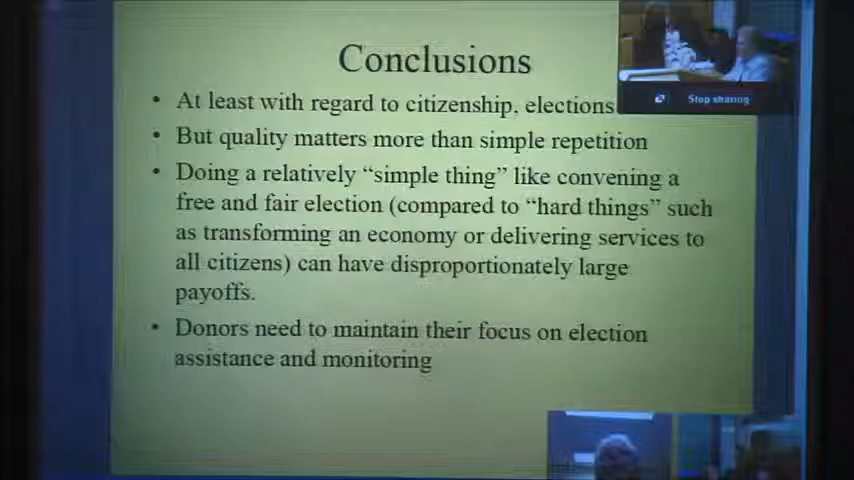 Conclusions
• At least with regard to citizenship, elections
• But quality matters more than simple repetition
• Doing a relatively “simple thing” like convening a
free and fair election (compared to “hard things” such
as transforming an economy or delivering services to
all citizens) can have disproportionately large
payoffs.
• Donors need to maintain their focus on election
assistance and monitoring
Stop sharing